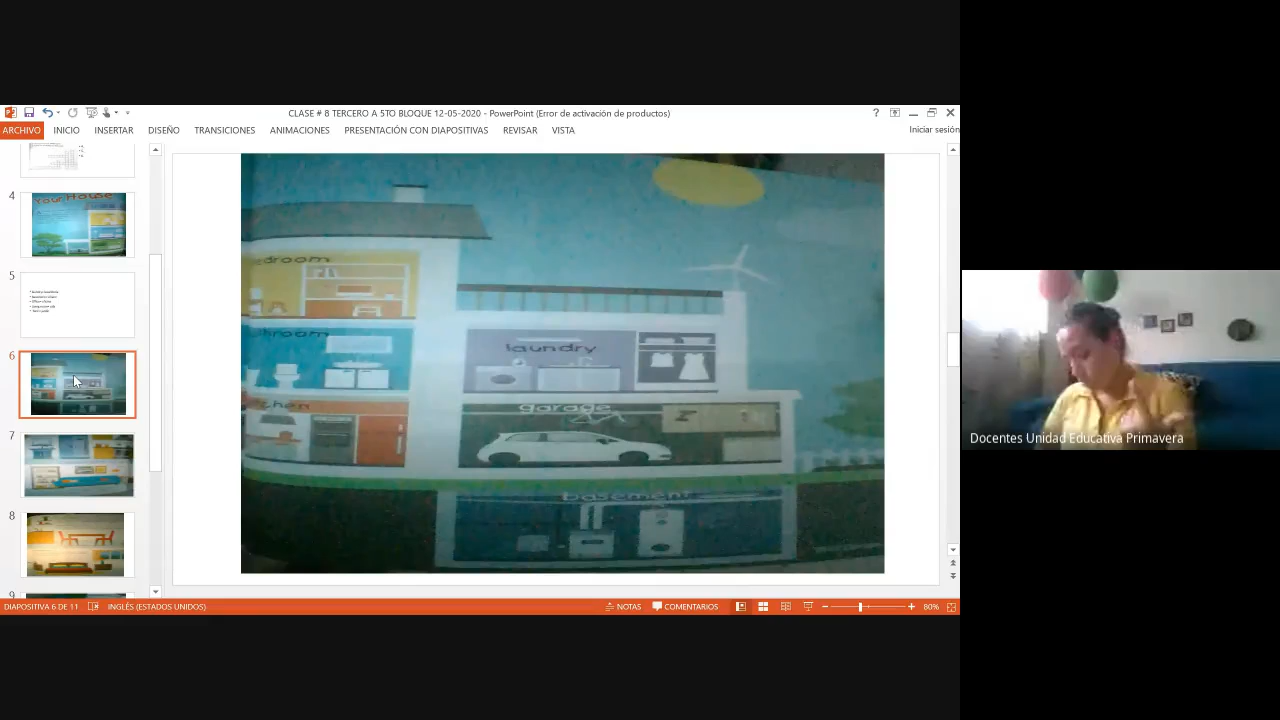 CLASE # 8 TERCERO A 5TO BLOQUE 12-05-2020 - PowerPoint (Error de activación de productos)
?
ARCHIVO INICIO INSERTAR DISEÑO TRANSICIONES ANIMACIONES PRESENTACIÓN CON DIAPOSITIVAS REVISAR VISTA
Iniciar sesión
4
Your House
5
6
7
8
9
laundry
garage
basement
Docentes Unidad Educativa Primavera
DIAPOSITIVA 6 DE 11 INGLÉS (ESTADOS UNIDOS) NOTAS COMENTARIOS 80%